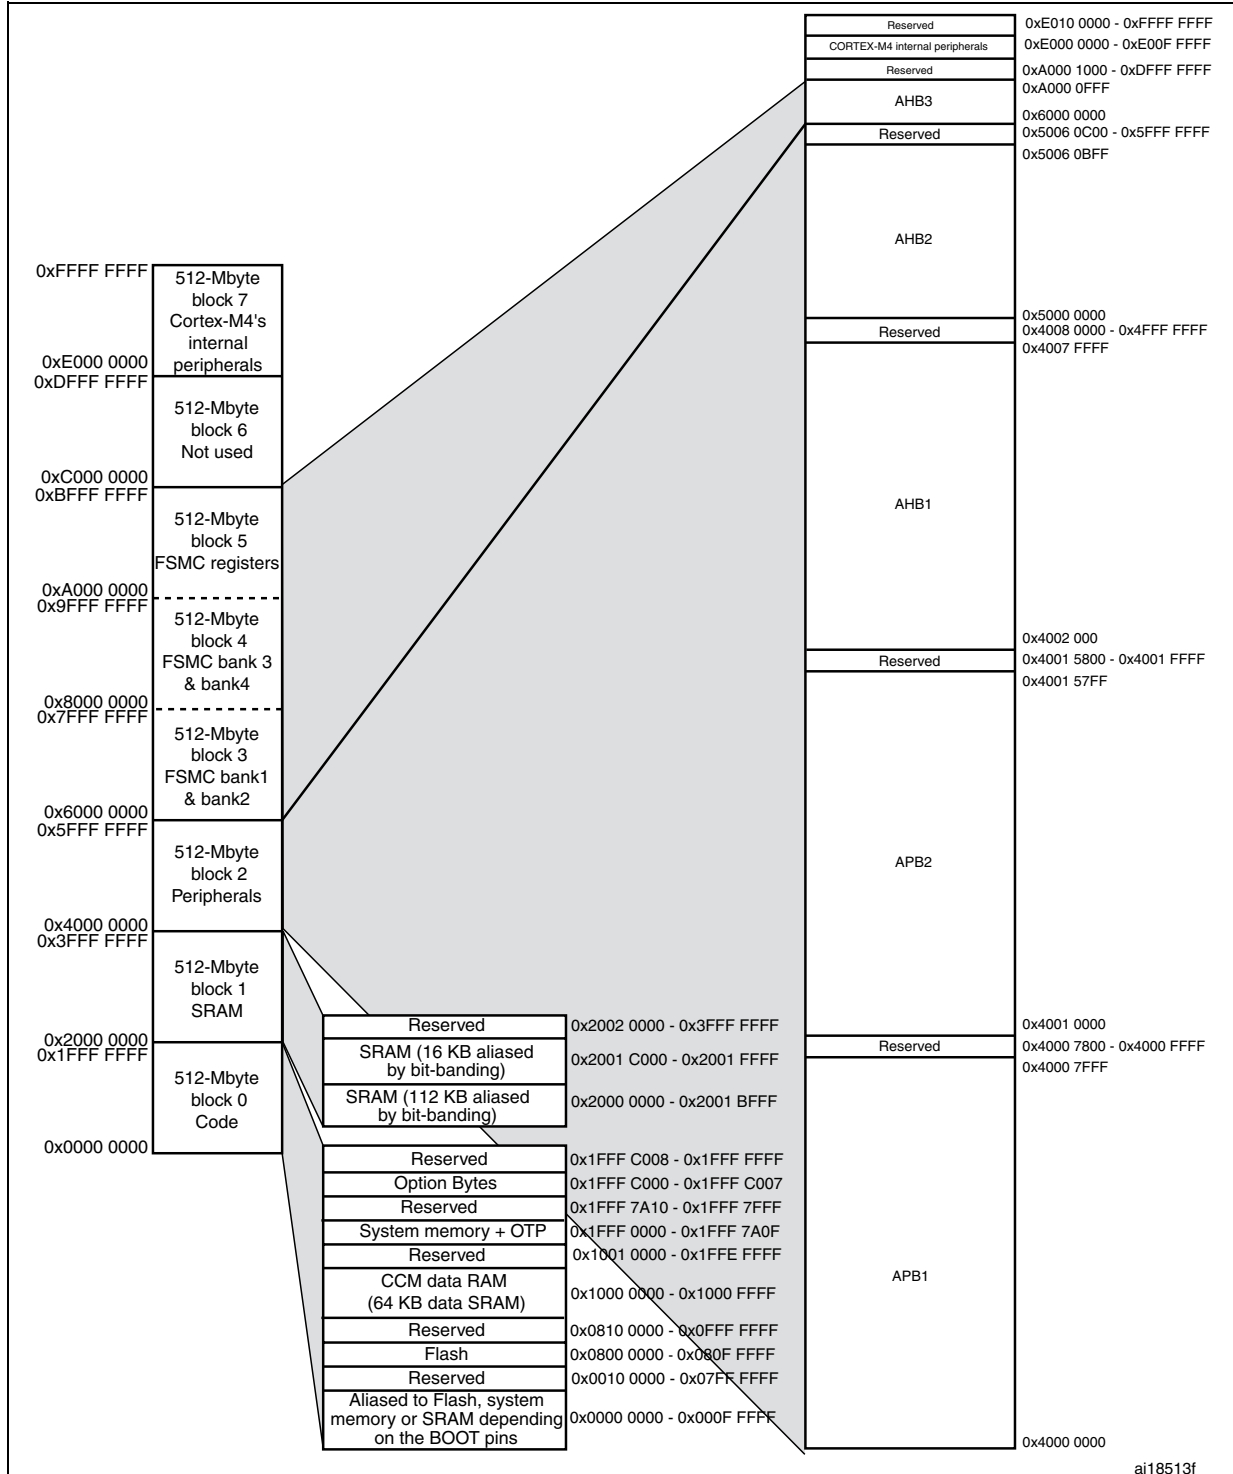 0xFFFF FFFF
512-Mbyte
block 7
Cortex-M4's
internal
peripherals
0xE000 0000
0xDFFF FFFF
512-Mbyte
block 6
Not used
0xC000 0000
0xBFFF FFFF
512-Mbyte
block 5
FSMC registers
0xA000 0000
0x9FFF FFFF
512-Mbyte
block 4
FSMC bank 3
& bank4
0x8000 0000
0x7FFF FFFF
512-Mbyte
block 3
FSMC bank1
& bank2
0x6000 0000
0x5FFF FFFF
512-Mbyte
block 2
Peripherals
0x4000 0000
0x3FFF FFFF
512-Mbyte
block 1
SRAM
0x2000 0000
0x1FFF FFFF
512-Mbyte
block 0
Code
0x0000 0000
Reserved 0x2002 0000 - 0x3FFF FFFF
SRAM (16 KB aliased
by bit-banding) 0x2001 C000 - 0x2001 FFFF
SRAM (112 KB aliased
by bit-banding) 0x2000 0000 - 0x2001 BFFF
Reserved 0x1FFF C008 - 0x1FFF FFFF
Option Bytes 0x1FFF C000 - 0x1FFF C007
Reserved 0x1FFF 7A10 - 0x1FFF 7FFF
System memory + OTP 0x1FFF 0000 - 0x1FFF 7A0F
Reserved 0x1001 0000 - 0x1FFE FFFF
CCM data RAM
(64 KB data SRAM) 0x1000 0000 - 0x1000 FFFF
Reserved 0x0810 0000 - 0x0FFF FFFF
Flash 0x0800 0000 - 0x080F FFFF
Reserved 0x0010 0000 - 0x07FF FFFF
Aliased to Flash, system
memory or SRAM depending 0x0000 0000 - 0x000F FFFF
on the BOOT pins
Reserved 0xE010 0000 - 0xFFFF FFFF
CORTEX-M4 internal peripherals 0xE000 0000 - 0xE00F FFFF
Reserved 0xA000 1000 - 0xDFFF FFFF
0xA000 0FFF
AHB3
0x6000 0000
Reserved 0x5006 0C00 - 0x5FFF FFFF
0x5006 0BFF
AHB2
0x5000 0000
Reserved 0x4008 0000 - 0x4FFF FFFF
0x4007 FFFF
AHB1
0x4002 000
Reserved 0x4001 5800 - 0x4001 FFFF
0x4001 57FF
APB2
0x4001 0000
Reserved 0x4000 7800 - 0x4000 FFFF
0x4000 7FFF
APB1
0x4000 0000
ai18513f